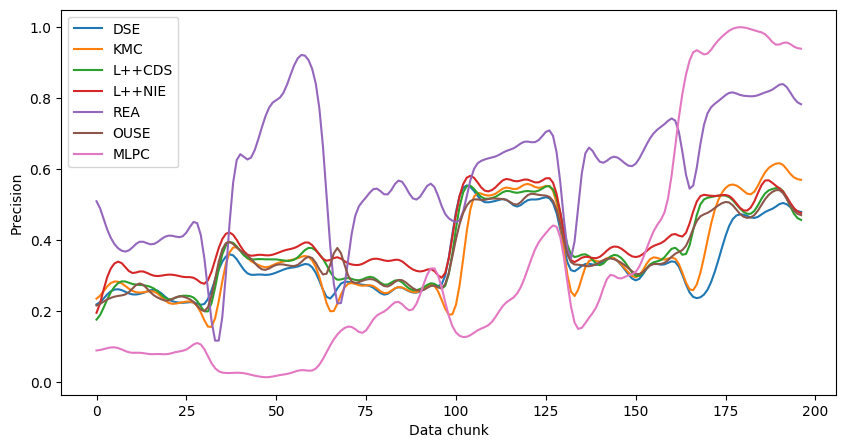 DSE
KMC
L++CDS
L++NIE
REA
OUSE
MLPC
Precision
1.0
0.8
0.6
0.4
0.2
0.0
0 25 50 75 100 125 150 175 200
Data chunk